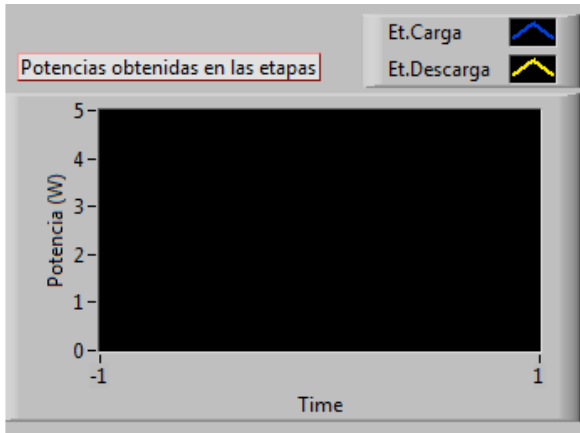 Et.Carga
Potencias obtenidas en las etapas
Et.Descarga
Potencia (W)
5
4
3
2
1
0
-1
1
Time